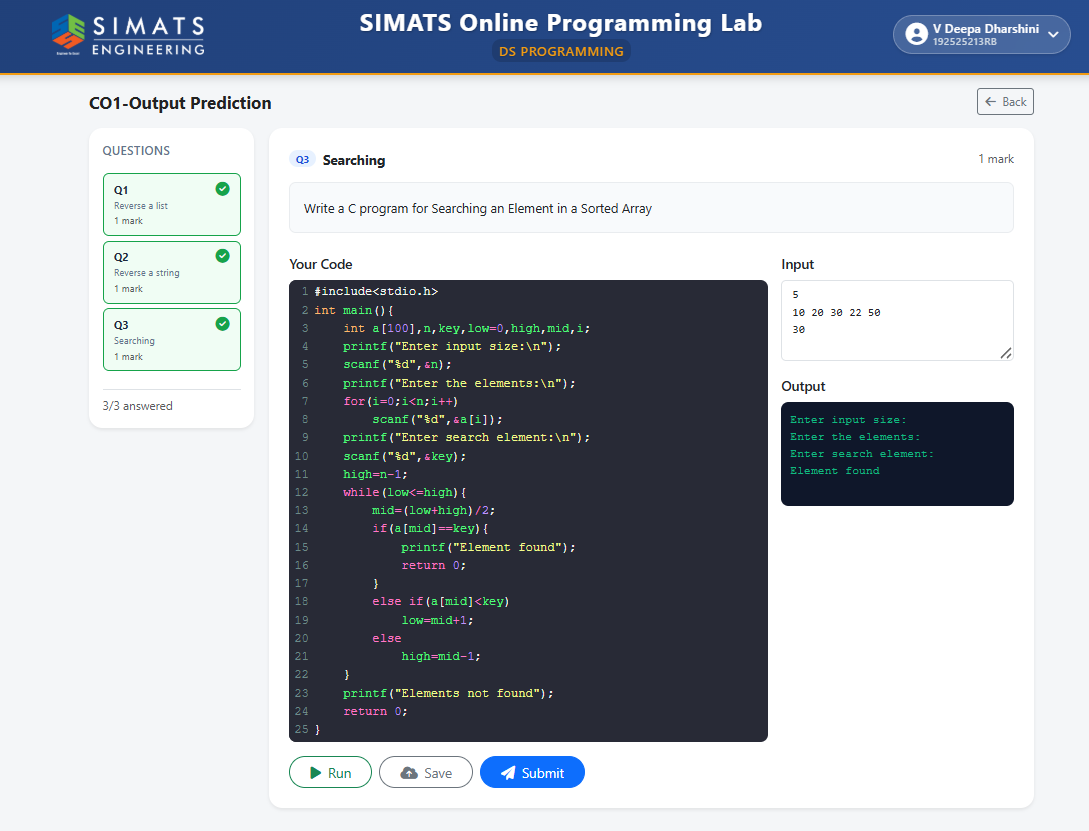 SIMATS
ENGINEERING
SIMATS Online Programming Lab
DS PROGRAMMING
V Deepa Dharshini
192525213RB
CO1-Output Prediction
Back
QUESTIONS
Q1
Reverse a list
1 mark
Q2
Reverse a string
1 mark
Q3
Searching
1 mark
3/3 answered
Q3 Searching
1 mark
Write a C program for Searching an Element in a Sorted Array
Your Code
1 #include<stdio.h>
2 int main(){
3     int a[100],n,key,low=0,high,mid,i;
4     printf("Enter input size:\n");
5     scanf("%d",&n);
6     printf("Enter the elements:\n");
7     for(i=0;i<n;i++)
8         scanf("%d",&a[i]);
9     printf("Enter search element:\n");
10     scanf("%d",&key);
11     high=n-1;
12     while(low<=high){
13         mid=(low+high)/2;
14         if(a[mid]==key){
15             printf("Element found");
16             return 0;
17         }
18         else if(a[mid]<key)
19             low=mid+1;
20         else
21             high=mid-1;
22     }
23     printf("Elements not found");
24     return 0;
25 }
Input
5
10 20 30 22 50
30
Output
Enter input size:
Enter the elements:
Enter search element:
Element found
Run
Save
Submit